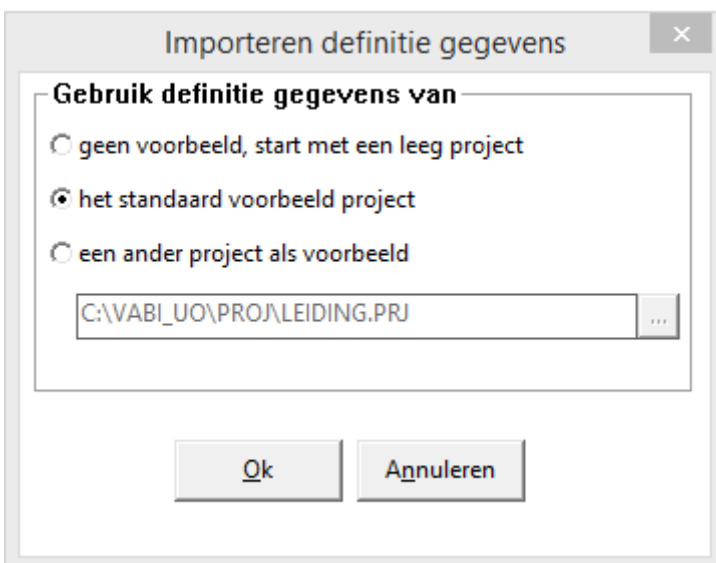 Importeren definitie gegevens
Gebruik definitie gegevens van
geen voorbeeld, start met een leeg project
het standaard voorbeeld project
een ander project als voorbeeld
C:\VABI_UO\PROJ\LEIDING.PRJ
...
Ok
Annuleren